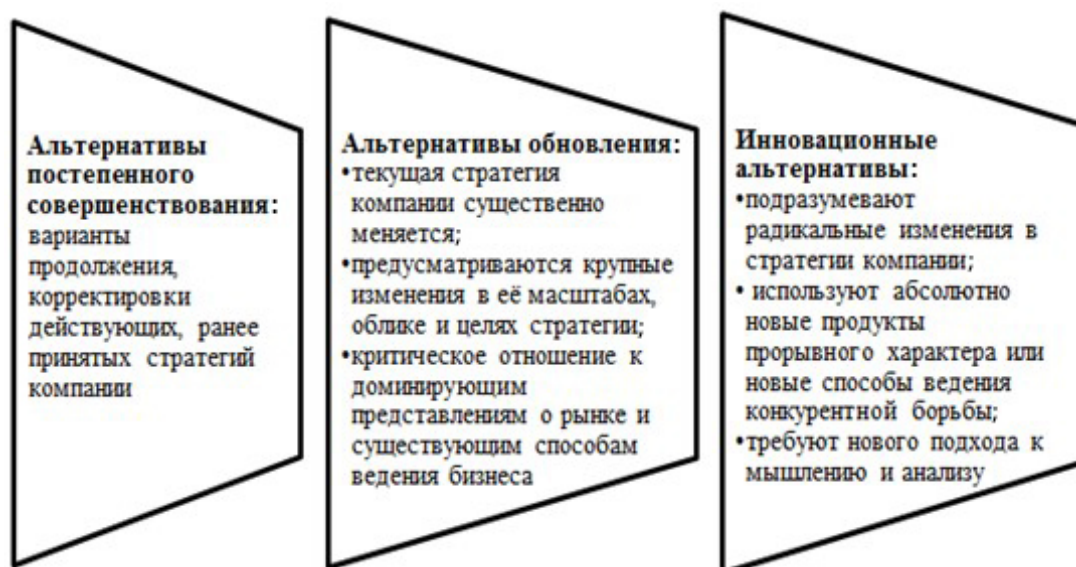 Альтернативы
постепенного
совершенствования:
варианты
продолжения,
корректировки
действующих, ранее
принятых стратегий
компании
Альтернативы обновления:
•текущая стратегия
компании существенно
меняется;
•предусматриваются крупные
изменения в её масштабах,
облике и целях стратегии;
•критическое отношение к
доминирующим
представлениям о рынке и
существующим способам
ведения бизнеса
Инновационные
альтернативы:
•подразумевают
радикальные изменения в
стратегии компании;
• используют абсолютно
новые продукты
прорывного характера или
новые способы ведения
конкурентной борьбы;
•требуют нового подхода к
мышлению и анализу